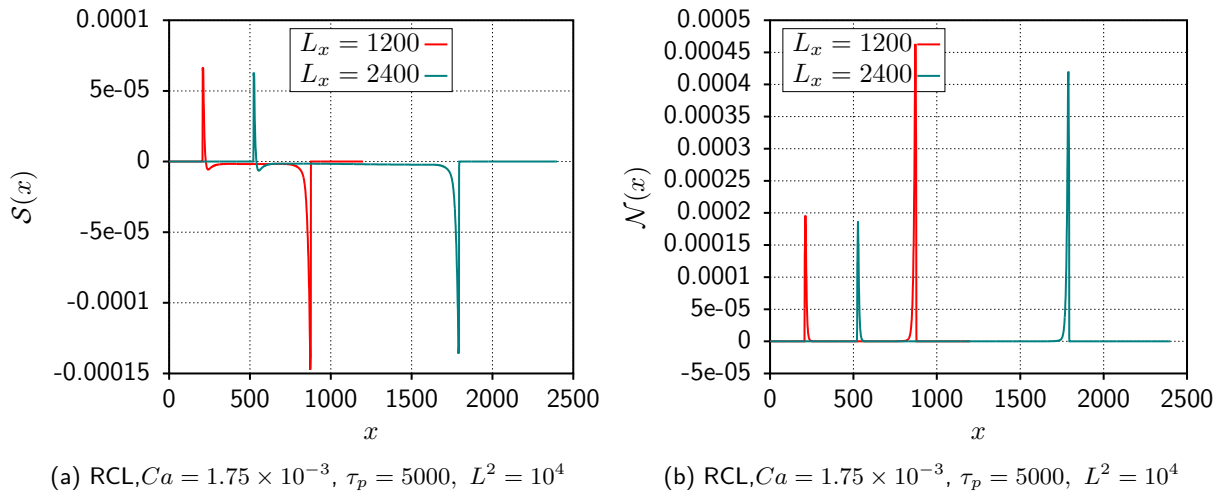 0.0001
5e-05
0
-5e-05
-0.0001
-0.00015
0 500 1000 1500 2000 2500
S(x)
x
L_x = 1200
L_x = 2400
(a) RCL,Ca = 1.75 × 10^{-3}, τ_p = 5000, L^2 = 10^4
0.0005
0.00045
0.0004
0.00035
0.0003
0.00025
0.0002
0.00015
0.0001
5e-05
0
-5e-05
0 500 1000 1500 2000 2500
N(x)
x
L_x = 1200
L_x = 2400
(b) RCL,Ca = 1.75 × 10^{-3}, τ_p = 5000, L^2 = 10^4